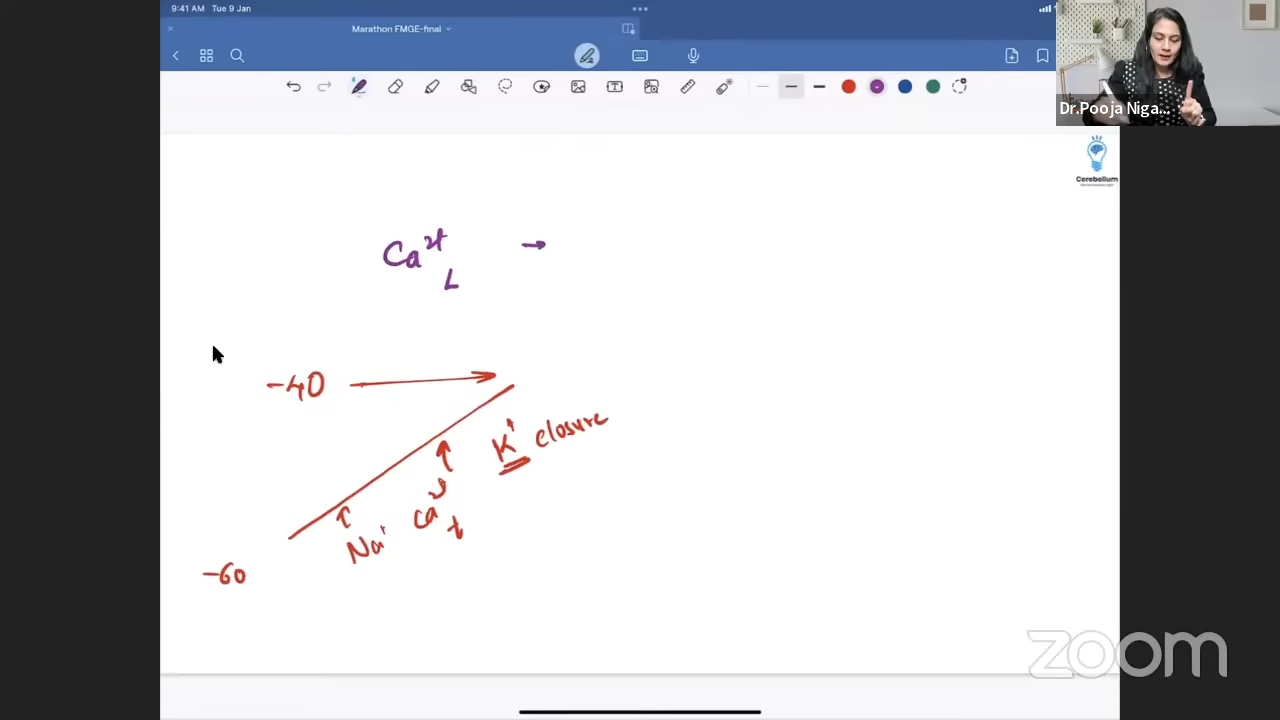 9:41 AM Tue 9 Jan
Marathon FMGE-final
Dr.Pooja Niga...
Cerebellum
Ca²⁺ L →
-40
K⁺ closure
Ca²⁺ t
Na⁺
-60
zoom